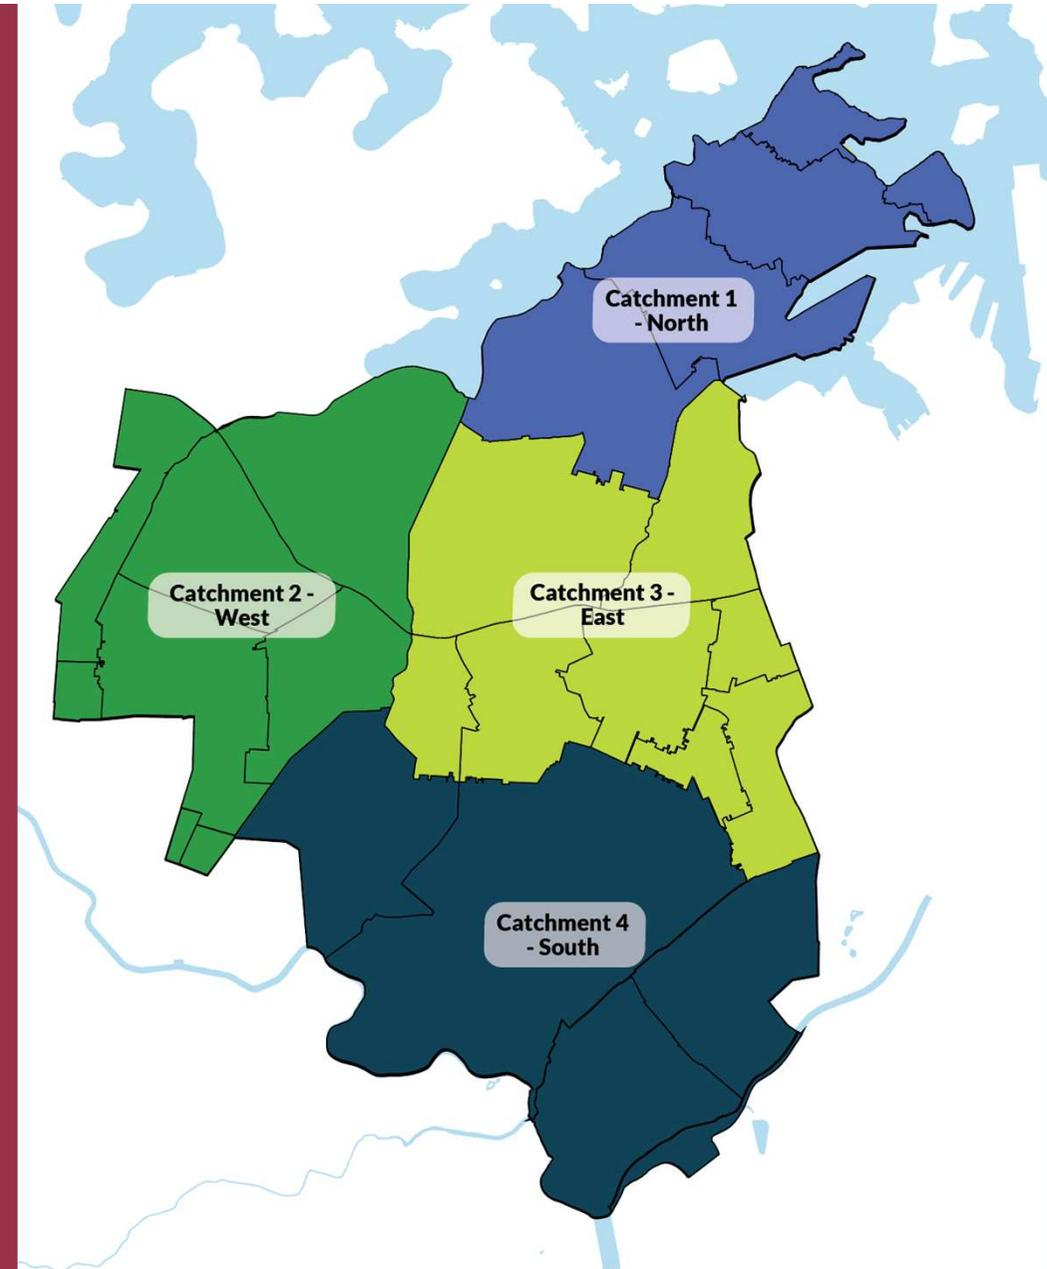 Catchment 1
- North
Catchment 2 -
West
Catchment 3 -
East
Catchment 4
- South